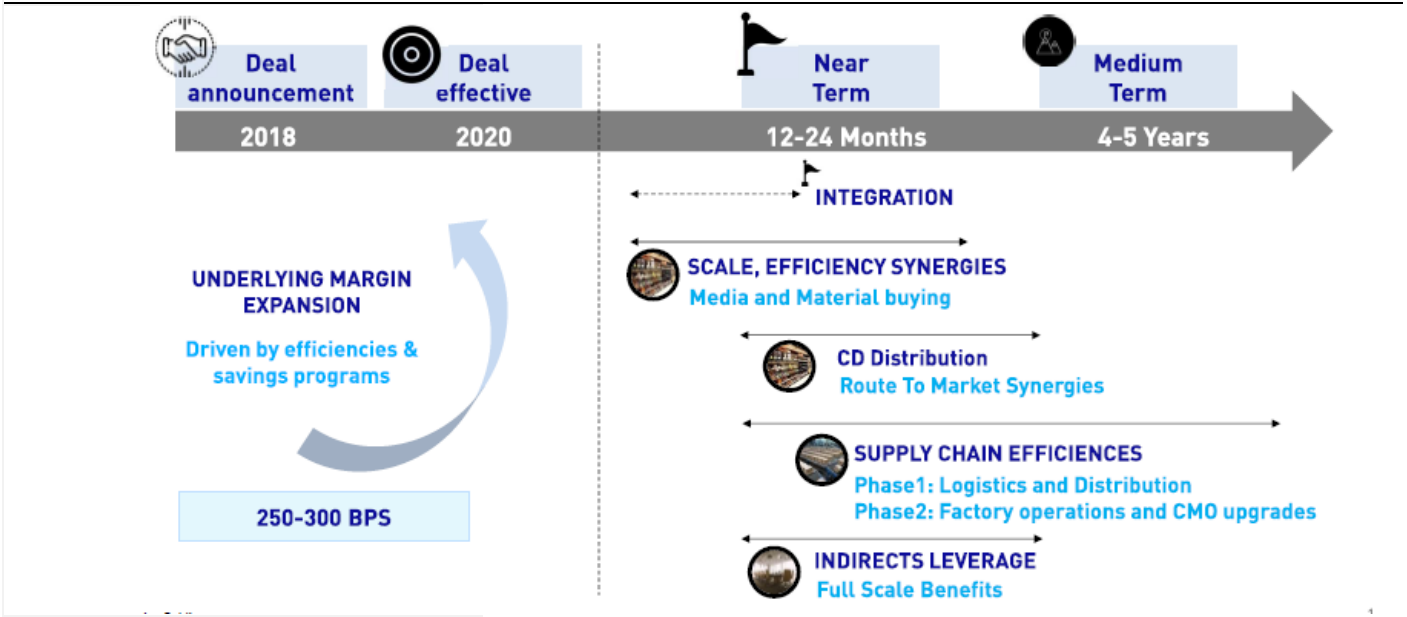 Deal
announcement
Deal
effective
Near
Term
Medium
Term
2018
2020
12-24 Months
4-5 Years
INTEGRATION
UNDERLYING MARGIN
EXPANSION
Driven by efficiencies &
savings programs
250-300 BPS
SCALE, EFFICIENCY SYNERGIES
Media and Material buying
CD Distribution
Route To Market Synergies
SUPPLY CHAIN EFFICIENCES
Phase1: Logistics and Distribution
Phase2: Factory operations and CMO upgrades
INDIRECTS LEVERAGE
Full Scale Benefits